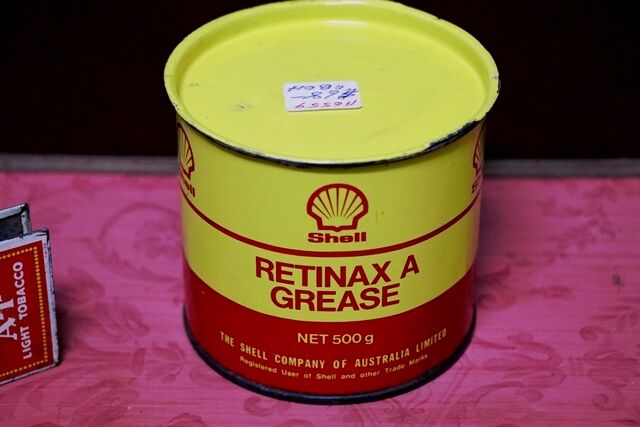 Shell
RETINAX A
GREASE
NET 500 g
THE SHELL COMPANY OF AUSTRALIA LIMITED
Registered User of Shell and other Trade Marks
LIGHT TOBACCO